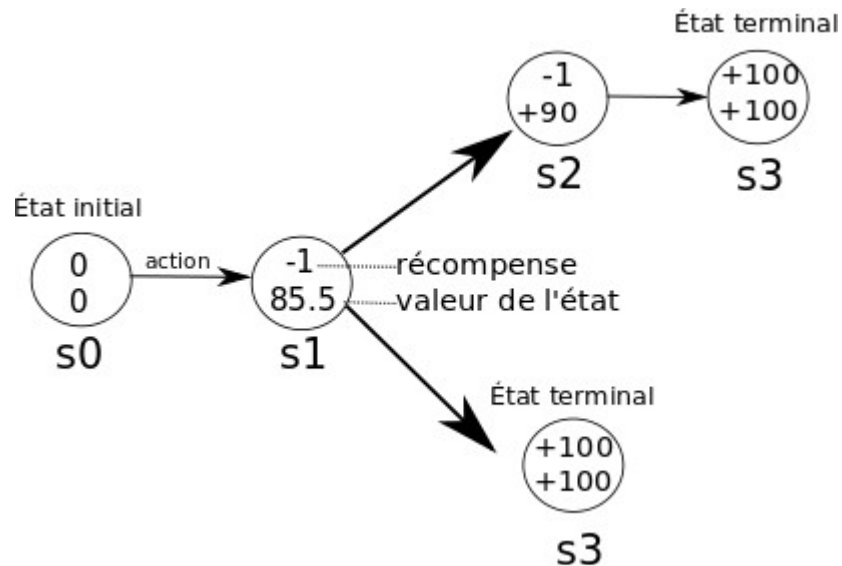 État terminal
-1
+90
s2
+100
+100
s3
État initial
0
0
s0
action
-1
85.5
s1
récompense
valeur de l'état
État terminal
+100
+100
s3